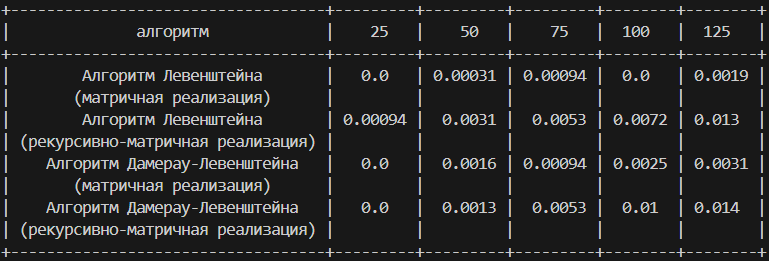 алгоритм | 25 | 50 | 75 | 100 | 125
Алгоритм Левенштейна | 0.0 | 0.00031 | 0.00094 | 0.0 | 0.0019
(матричная реализация)
Алгоритм Левенштейна | 0.00094 | 0.0031 | 0.0053 | 0.0072 | 0.013
(рекурсивно-матричная реализация)
Алгоритм Дамерау-Левенштейна | 0.0 | 0.0016 | 0.00094 | 0.0025 | 0.0031
(матричная реализация)
Алгоритм Дамерау-Левенштейна | 0.0 | 0.0013 | 0.0053 | 0.01 | 0.014
(рекурсивно-матричная реализация)